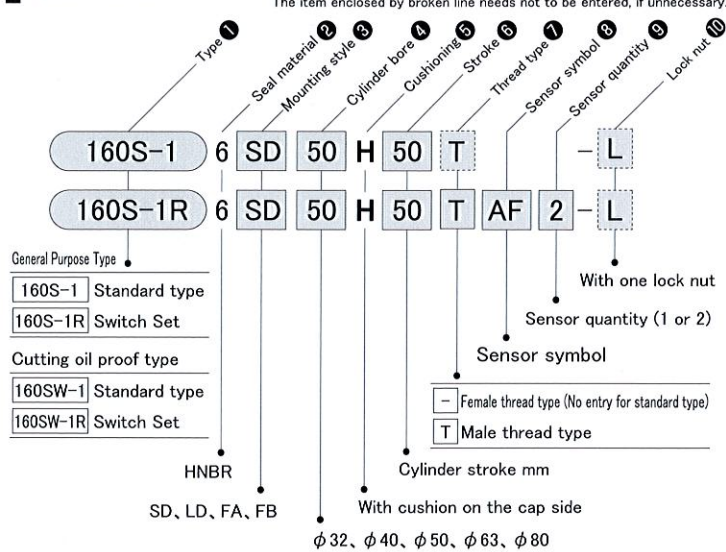 The item enclosed by broken line needs not to be entered, if unnecessary.
Type ❶
Seal material ❷
Mounting style ❸
Cylinder bore ❹
Cushioning ❺
Stroke ❻
Thread type ❼
Sensor symbol ❽
Sensor quantity ❾
Lock nut ❿
160S-1 6 SD 50 H 50 T - L
160S-1R 6 SD 50 H 50 T AF 2 - L
General Purpose Type
160S-1 Standard type
160S-1R Switch Set
Cutting oil proof type
160SW-1 Standard type
160SW-1R Switch Set
With one lock nut
Sensor quantity (1 or 2)
Sensor symbol
- Female thread type (No entry for standard type)
T Male thread type
HNBR
Cylinder stroke mm
SD、LD、FA、FB
With cushion on the cap side
φ32、φ40、φ50、φ63、φ80